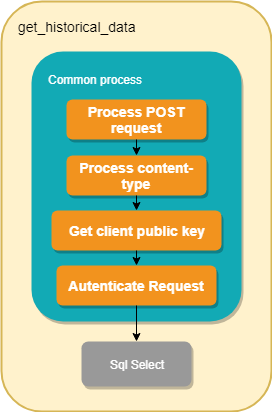 get_historical_data
Common process
Process POST
request
Process content-
type
Get client public key
Autenticate Request
Sql Select